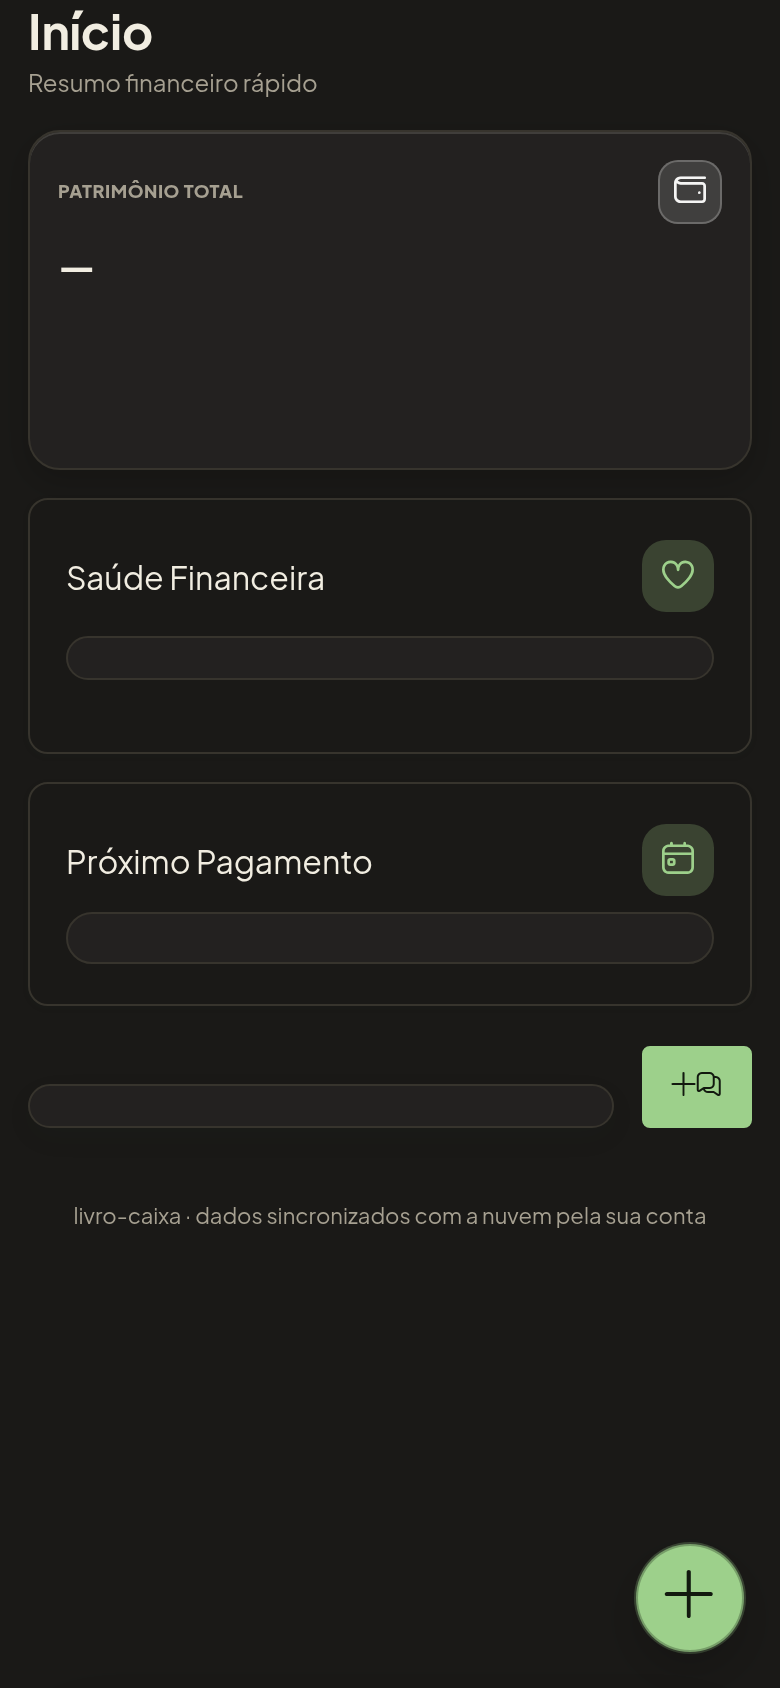 Início
Resumo financeiro rápido
PATRIMÔNIO TOTAL
—
Saúde Financeira
Próximo Pagamento
livro-caixa · dados sincronizados com a nuvem pela sua conta